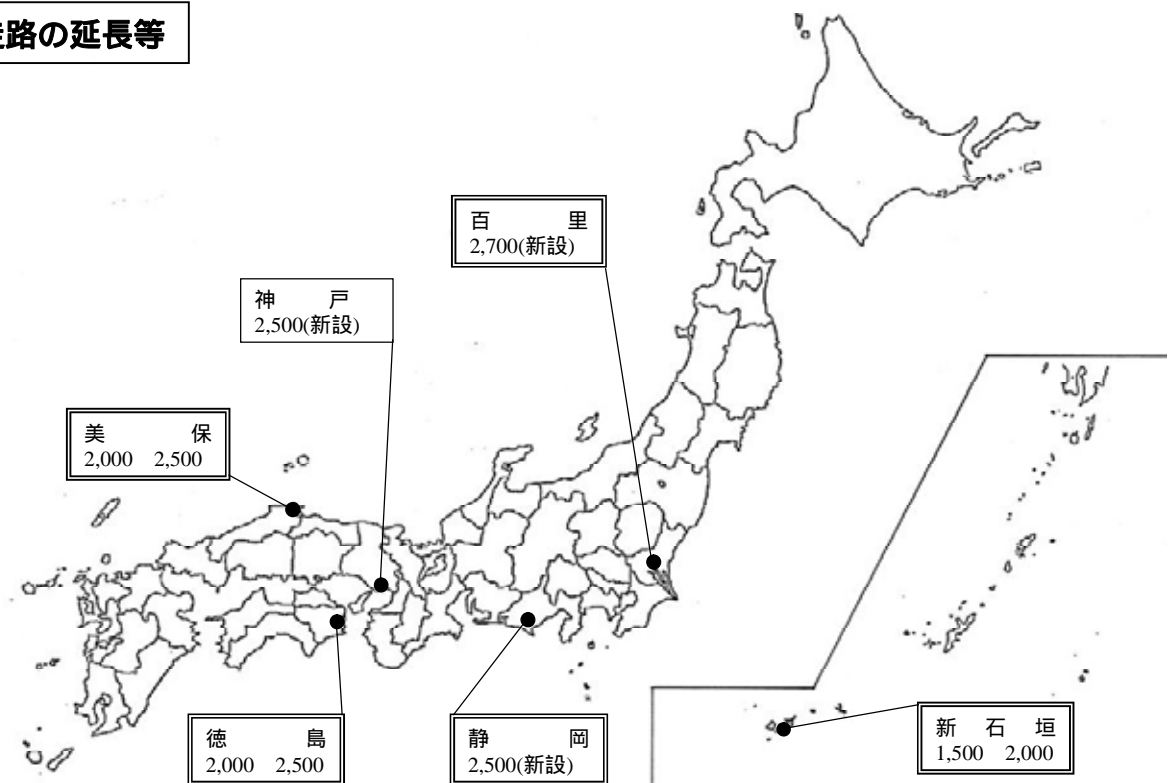 走路の延長等
百 里
2,700(新設)
神 戸
2,500(新設)
美 保
2,000 2,500
徳 島
2,000 2,500
静 岡
2,500(新設)
新 石 垣
1,500 2,000